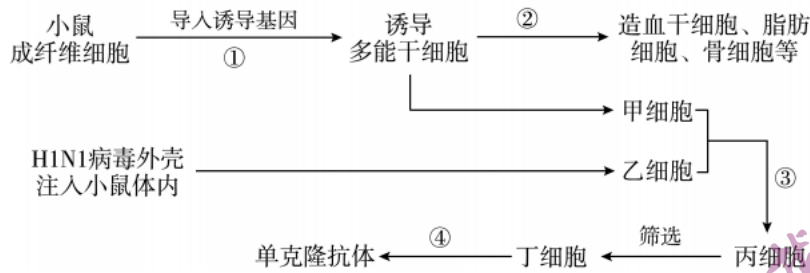 小鼠
成纤维细胞
导入诱导基因
①
诱导
多能干细胞
②
造血干细胞、脂肪
细胞、骨细胞等
甲细胞
H1N1病毒外壳
注入小鼠体内
乙细胞
③
单克隆抗体
④
丁细胞
筛选
丙细胞